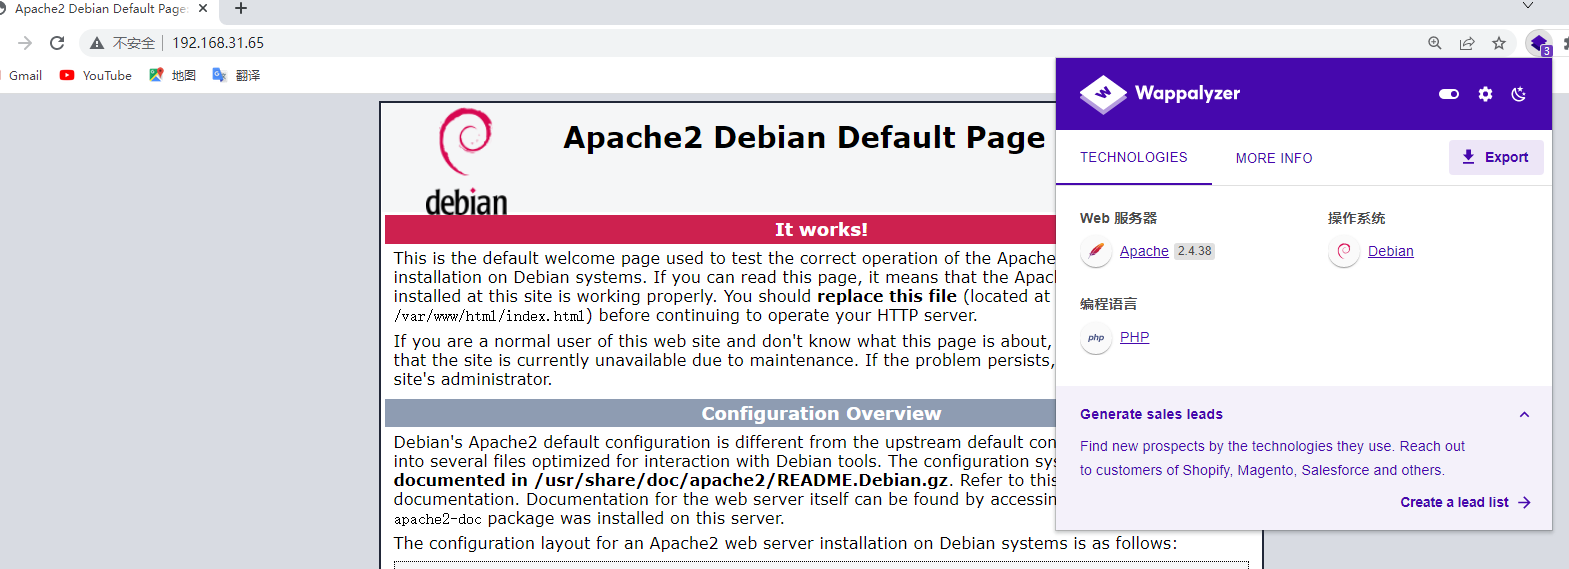 Apache2 Debian Default Page:
不安全 192.168.31.65
3
Gmail YouTube 地图 翻译
Wappalyzer
TECHNOLOGIES MORE INFO Export
Web 服务器 操作系统
Apache 2.4.38 Debian
编程语言
php PHP
Generate sales leads
Find new prospects by the technologies they use. Reach out
to customers of Shopify, Magento, Salesforce and others.
Create a lead list
debian
Apache2 Debian Default Page
It works!
This is the default welcome page used to test the correct operation of the Apache
installation on Debian systems. If you can read this page, it means that the Apac
installed at this site is working properly. You should replace this file (located at
/var/www/html/index.html) before continuing to operate your HTTP server.
If you are a normal user of this web site and don't know what this page is about,
that the site is currently unavailable due to maintenance. If the problem persists,
site's administrator.
Configuration Overview
Debian's Apache2 default configuration is different from the upstream default con
into several files optimized for interaction with Debian tools. The configuration sy
documented in /usr/share/doc/apache2/README.Debian.gz. Refer to this
documentation. Documentation for the web server itself can be found by accessin
apache2-doc package was installed on this server.
The configuration layout for an Apache2 web server installation on Debian systems is as follows: